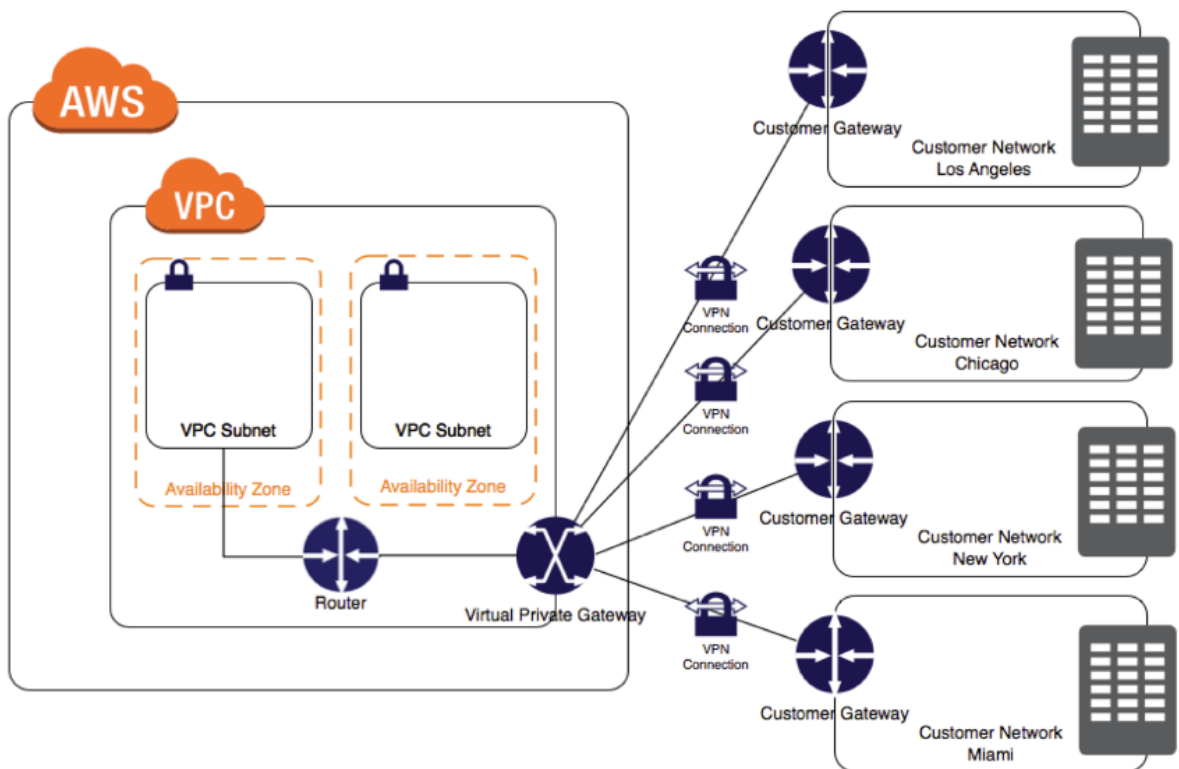 AWS
VPC
VPC Subnet
VPC Subnet
Availability Zone
Availability Zone
Router
Virtual Private Gateway
VPN
Connection
VPN
Connection
VPN
Connection
VPN
Connection
Customer Gateway
Customer Network
Los Angeles
Customer Gateway
Customer Network
Chicago
Customer Gateway
Customer Network
New York
Customer Gateway
Customer Network
Miami